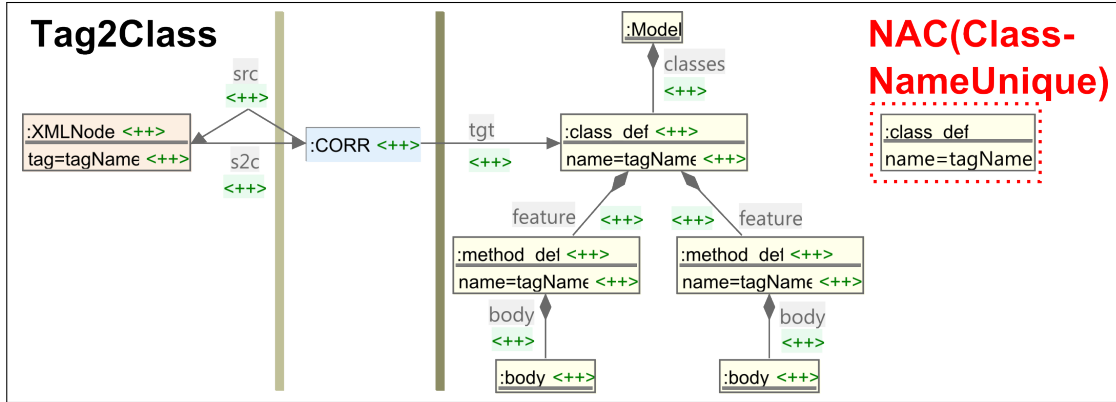 Tag2Class
:Model
NAC(Class-
NameUnique)
src
<++>
classes
<++>
:XMLNode <++>
tag=tagName <++>
s2c
<++>
:CORR <++>
tgt
<++>
:class_def <++>
name=tagName <++>
:class_def
name=tagName
feature <++>
<++> feature
:method_def <++>
name=tagName <++>
:method_def <++>
name=tagName <++>
body
<++>
body
<++>
:body <++>
:body <++>